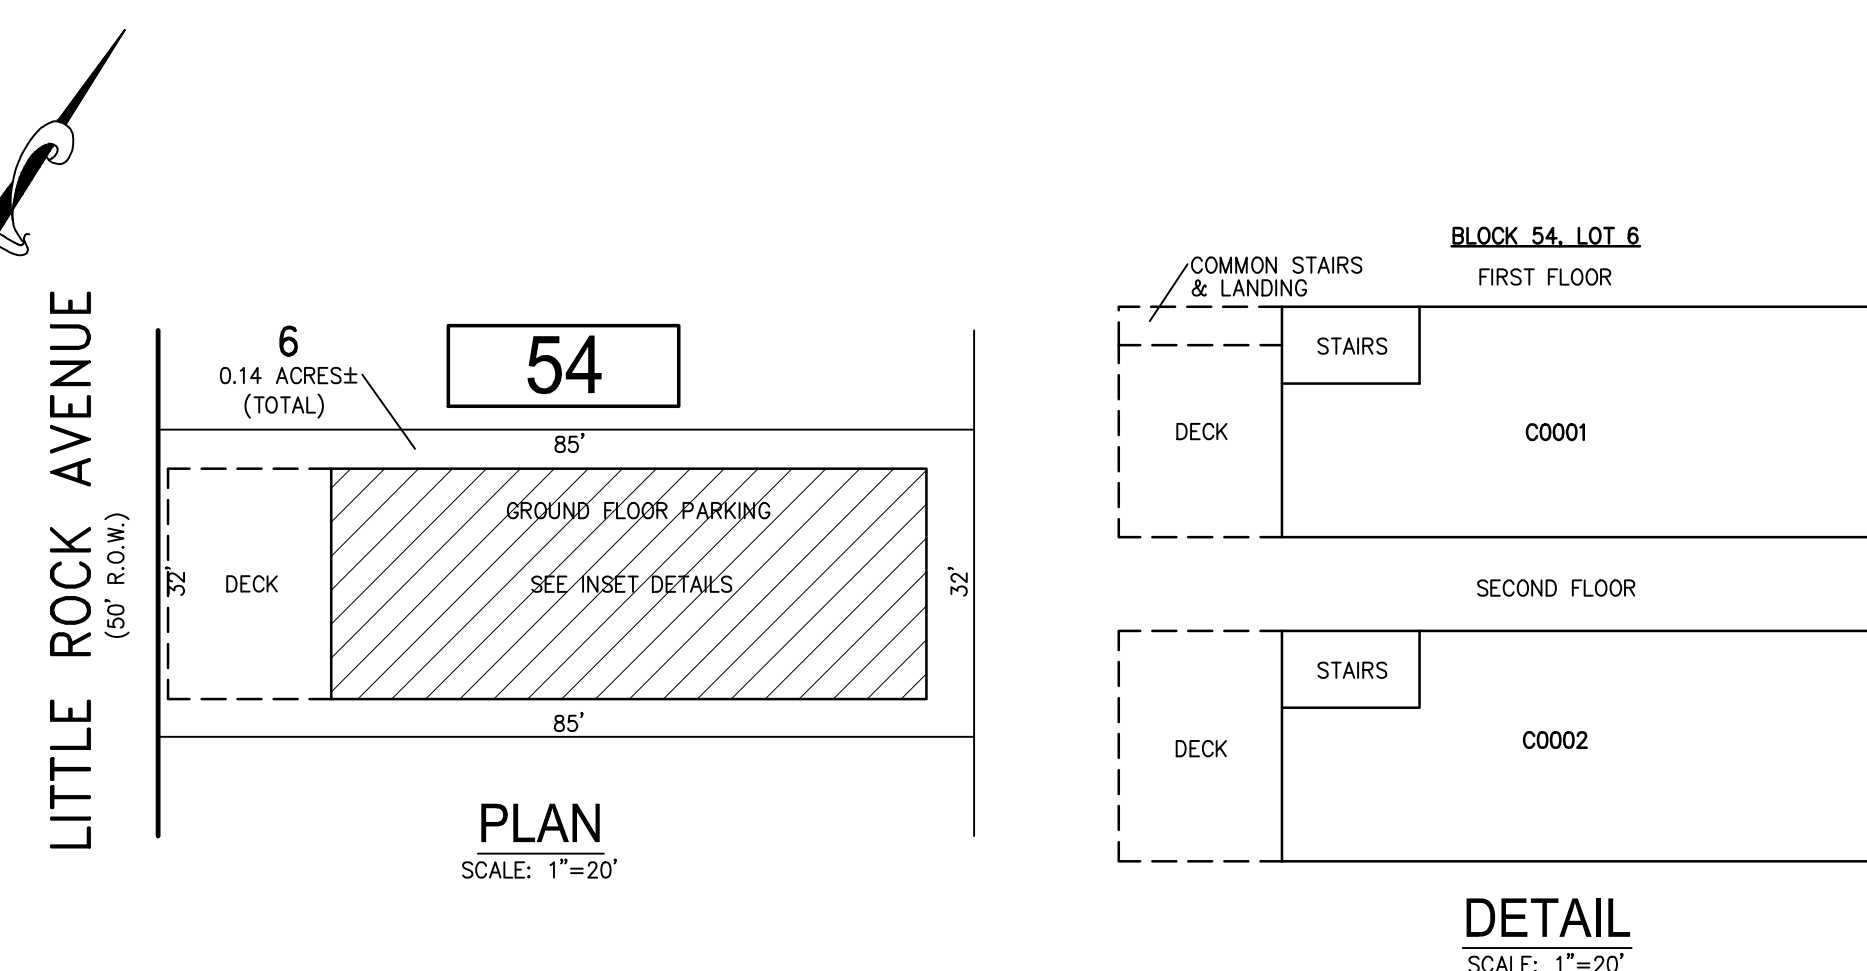 LITTLE ROCK AVENUE
(50' R.O.W.)
6
0.14 ACRES±
(TOTAL)
54
85'
GROUND FLOOR PARKING
32'
DECK
SEE INSET DETAILS
32'
85'
PLAN
SCALE: 1"=20'
BLOCK 54, LOT 6
FIRST FLOOR
COMMON STAIRS
& LANDING
STAIRS
DECK
C0001
SECOND FLOOR
STAIRS
DECK
C0002
DETAIL
SCALE: 1"=20'